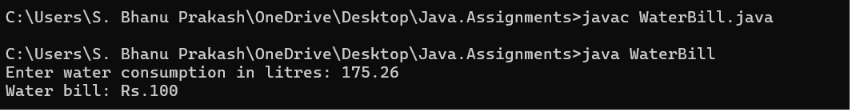 C:\Users\S. Bhanu Prakash\OneDrive\Desktop\Java.Assignments>javac WaterBill.java
C:\Users\S. Bhanu Prakash\OneDrive\Desktop\Java.Assignments>java WaterBill
Enter water consumption in litres: 175.26
Water bill: Rs.100